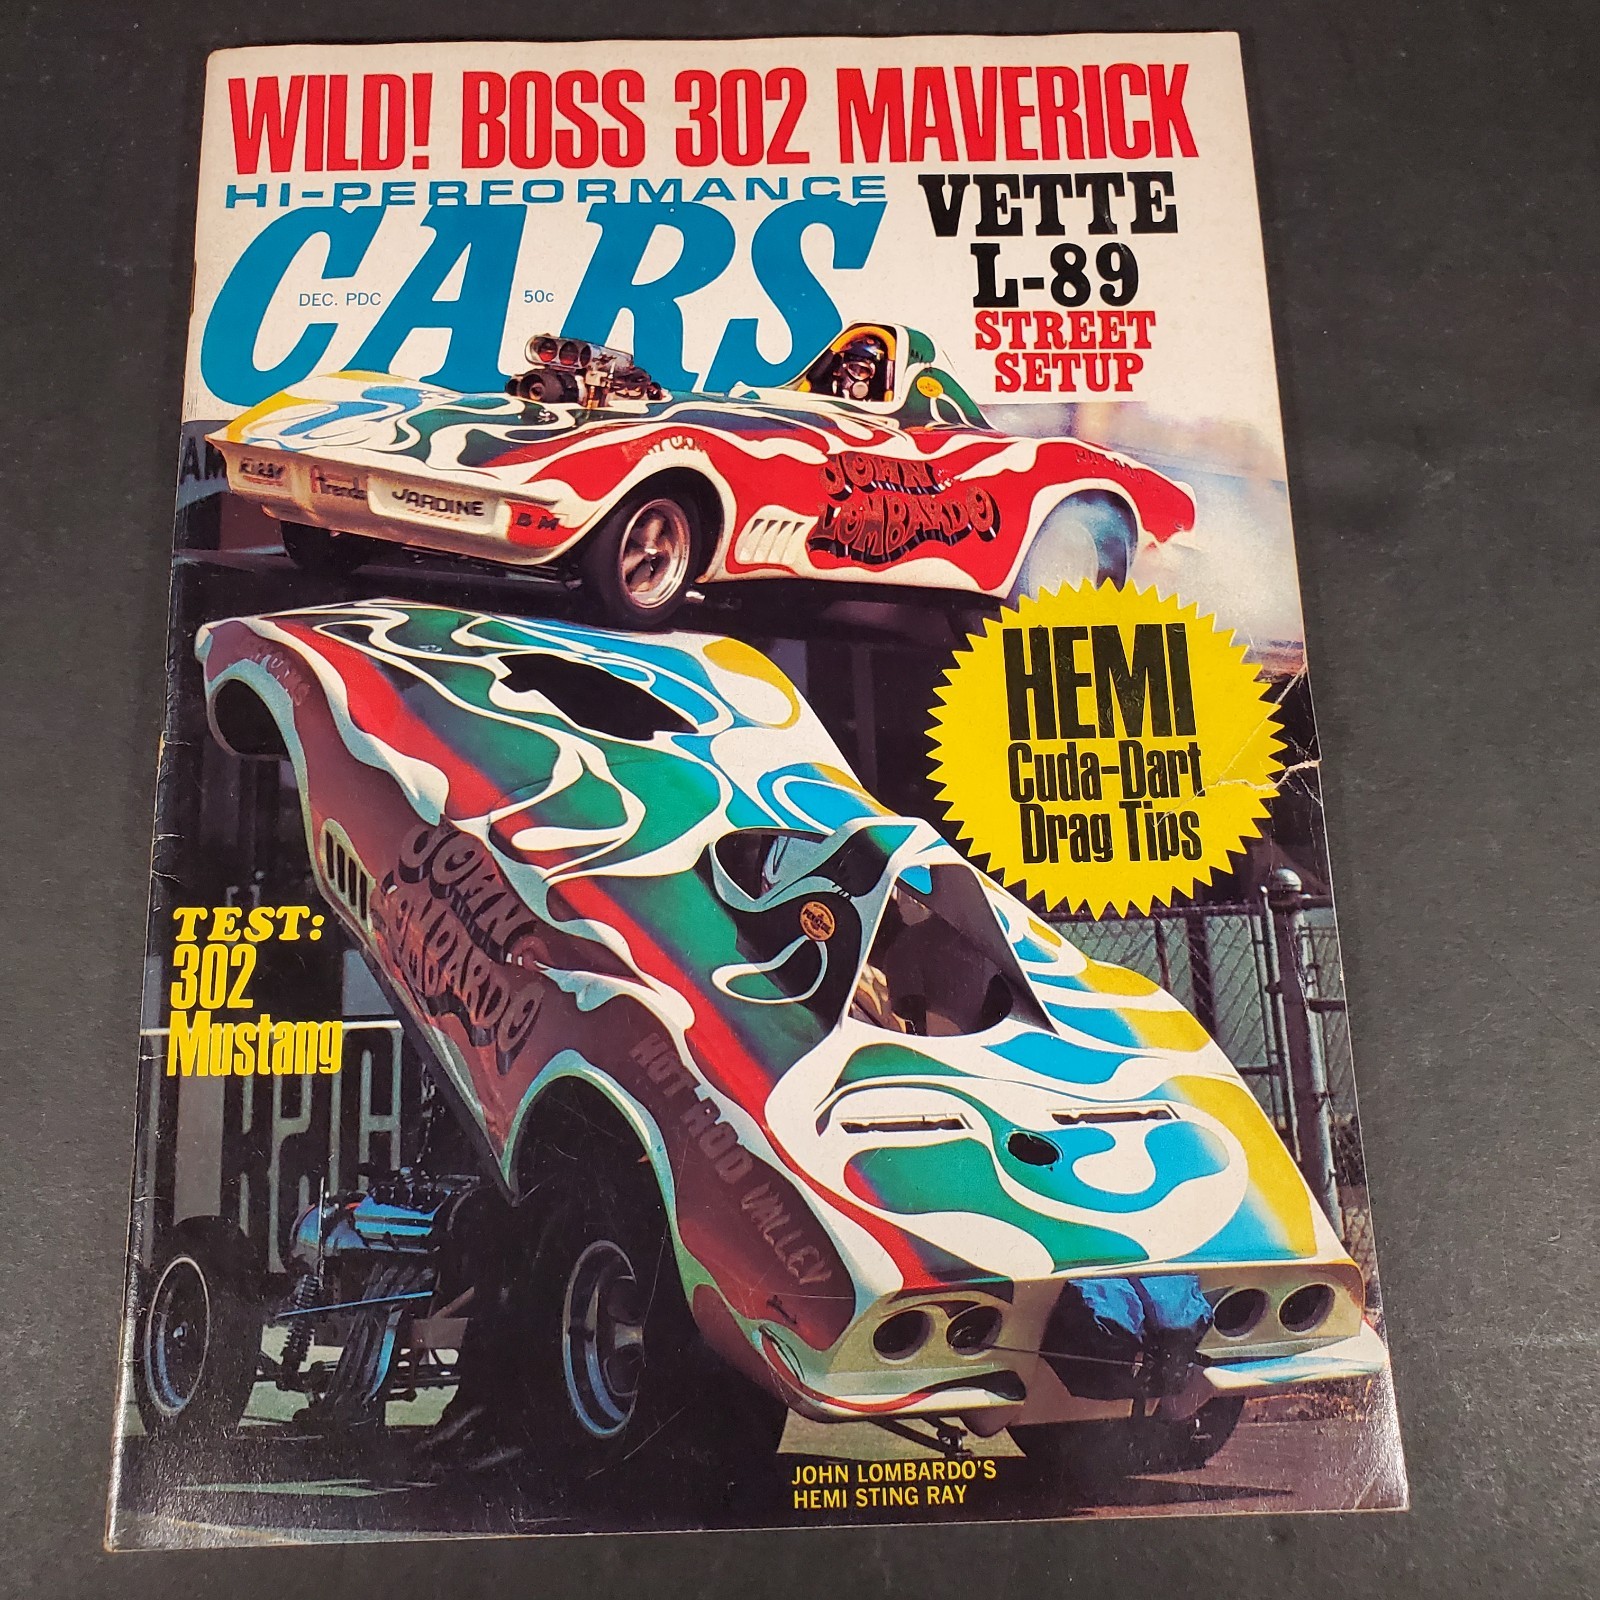 WILD! BOSS 302 MAVERICK
HI-PERFORMANCE
CARS
DEC. PDC
50c
VETTE
L-89
STREET
SETUP
Arends
JARDINE
JOHN
LOMBARDO
HEMI
Cuda-Dart
Drag Tips
JOHN
LOMBARDO
HOT ROD VALLEY
TEST:
302
Mustang
JOHN LOMBARDO'S
HEMI STING RAY